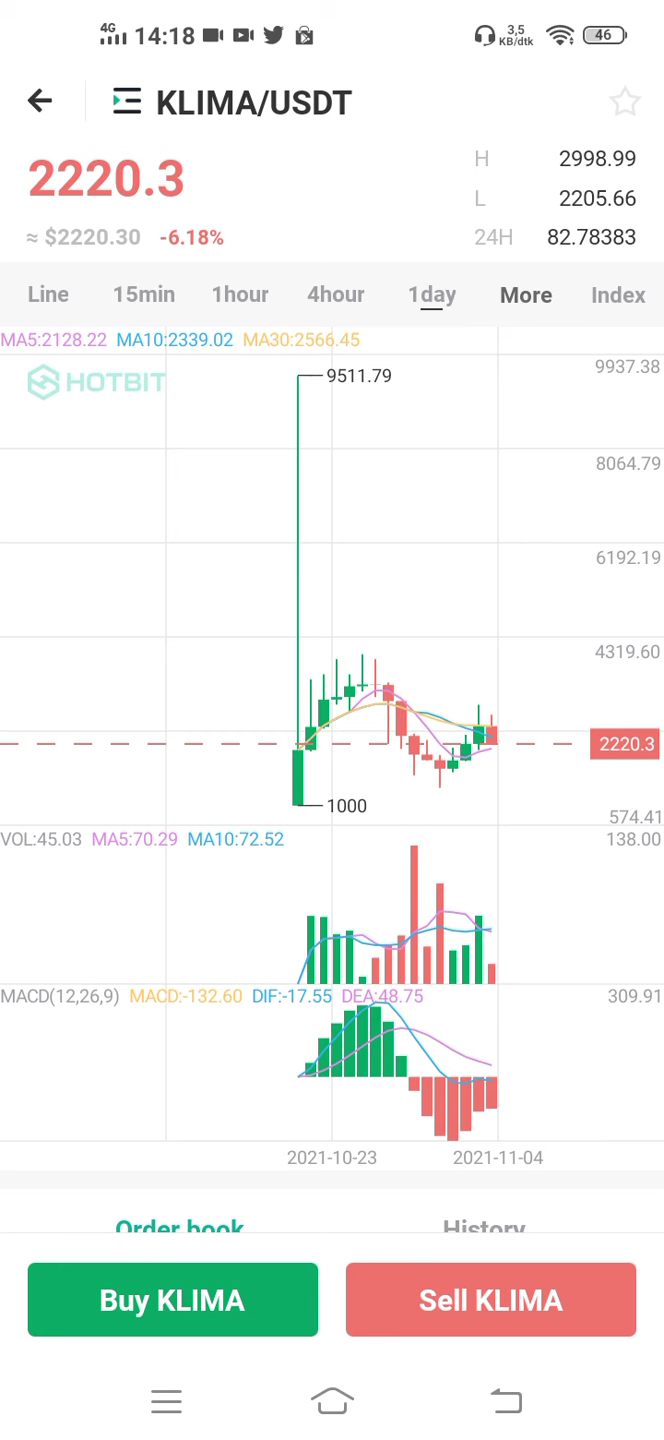 4G 14:18 3,5 KB/dtk 46
KLIMA/USDT
2220.3
H 2998.99
L 2205.66
≈ $2220.30 -6.18% 24H 82.78383
Line 15min 1hour 4hour 1day More Index
MA5:2128.22 MA10:2339.02 MA30:2566.45
9937.38
HOTBIT
9511.79
8064.79
6192.19
4319.60
2220.3
1000
574.41
VOL:45.03 MA5:70.29 MA10:72.52 138.00
MACD(12,26,9) MACD:-132.60 DIF:-17.55 DEA:48.75 309.91
2021-10-23 2021-11-04
Order book History
Buy KLIMA Sell KLIMA